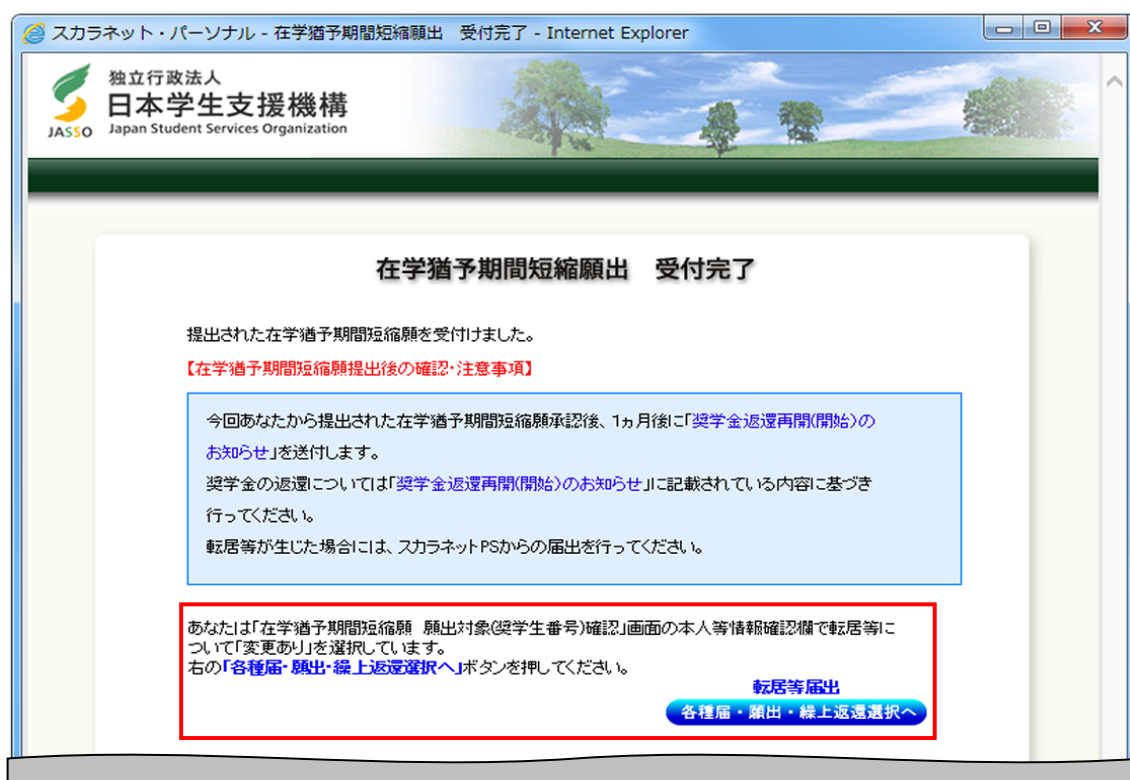 スカラネット・パーソナル - 在学猶予期間短縮願出　受付完了 - Internet Explorer
独立行政法人
日本学生支援機構
JASSO Japan Student Services Organization
在学猶予期間短縮願出　受付完了
提出された在学猶予期間短縮願を受付けました。
【在学猶予期間短縮願提出後の確認・注意事項】
今回あなたから提出された在学猶予期間短縮願承認後、1ヵ月後に「奨学金返還再開(開始)の
お知らせ」を送付します。
奨学金の返還については「奨学金返還再開(開始)のお知らせ」に記載されている内容に基づき
行ってください。
転居等が生じた場合には、スカラネットPSからの届出を行ってください。
あなたは「在学猶予期間短縮願　願出対象(奨学生番号)確認」画面の本人等情報確認欄で転居等に
ついて「変更あり」を選択しています。
右の「各種届・願出・繰上返還選択へ」ボタンを押してください。
転居等届出
各種届・願出・繰上返還選択へ